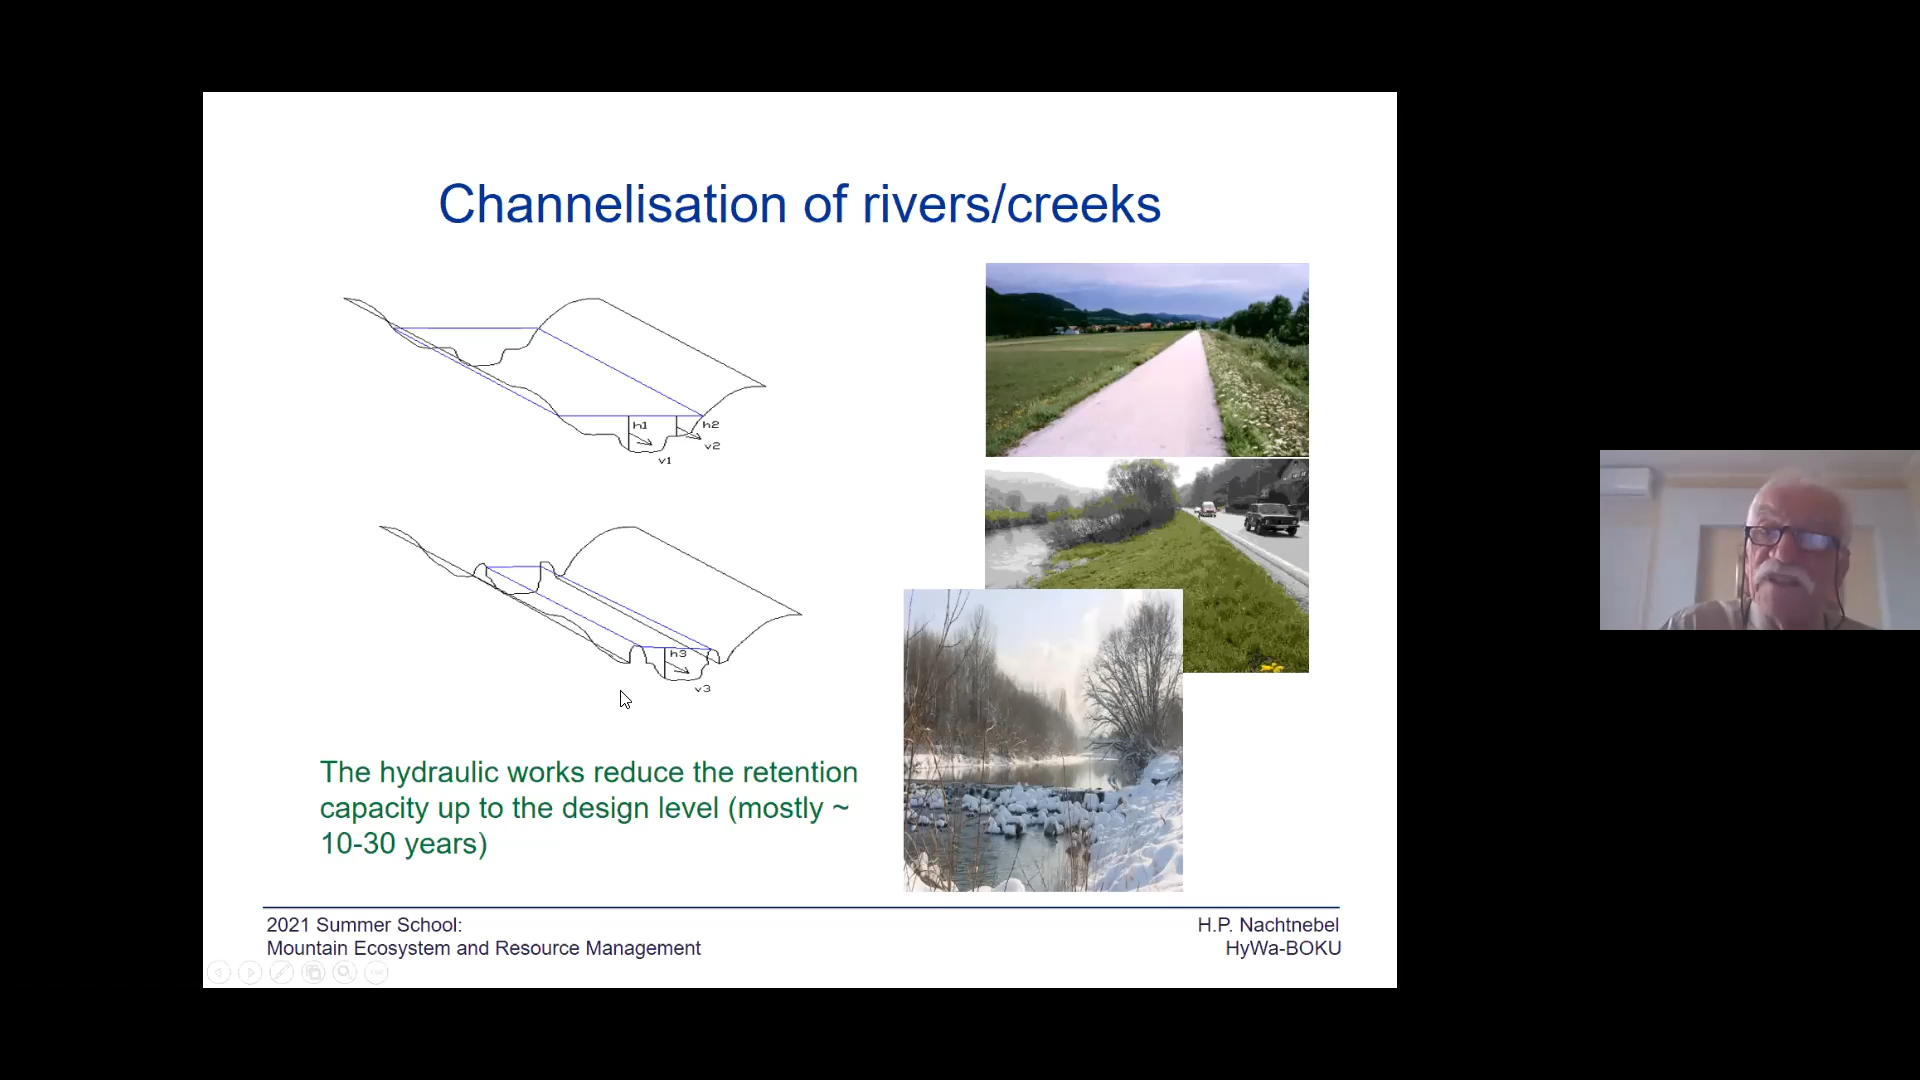 Channelisation of rivers/creeks
h1
h2
v2
v1
h3
v3
The hydraulic works reduce the retention
capacity up to the design level (mostly ~
10-30 years)
2021 Summer School:
Mountain Ecosystem and Resource Management
H.P. Nachtnebel
HyWa-BOKU